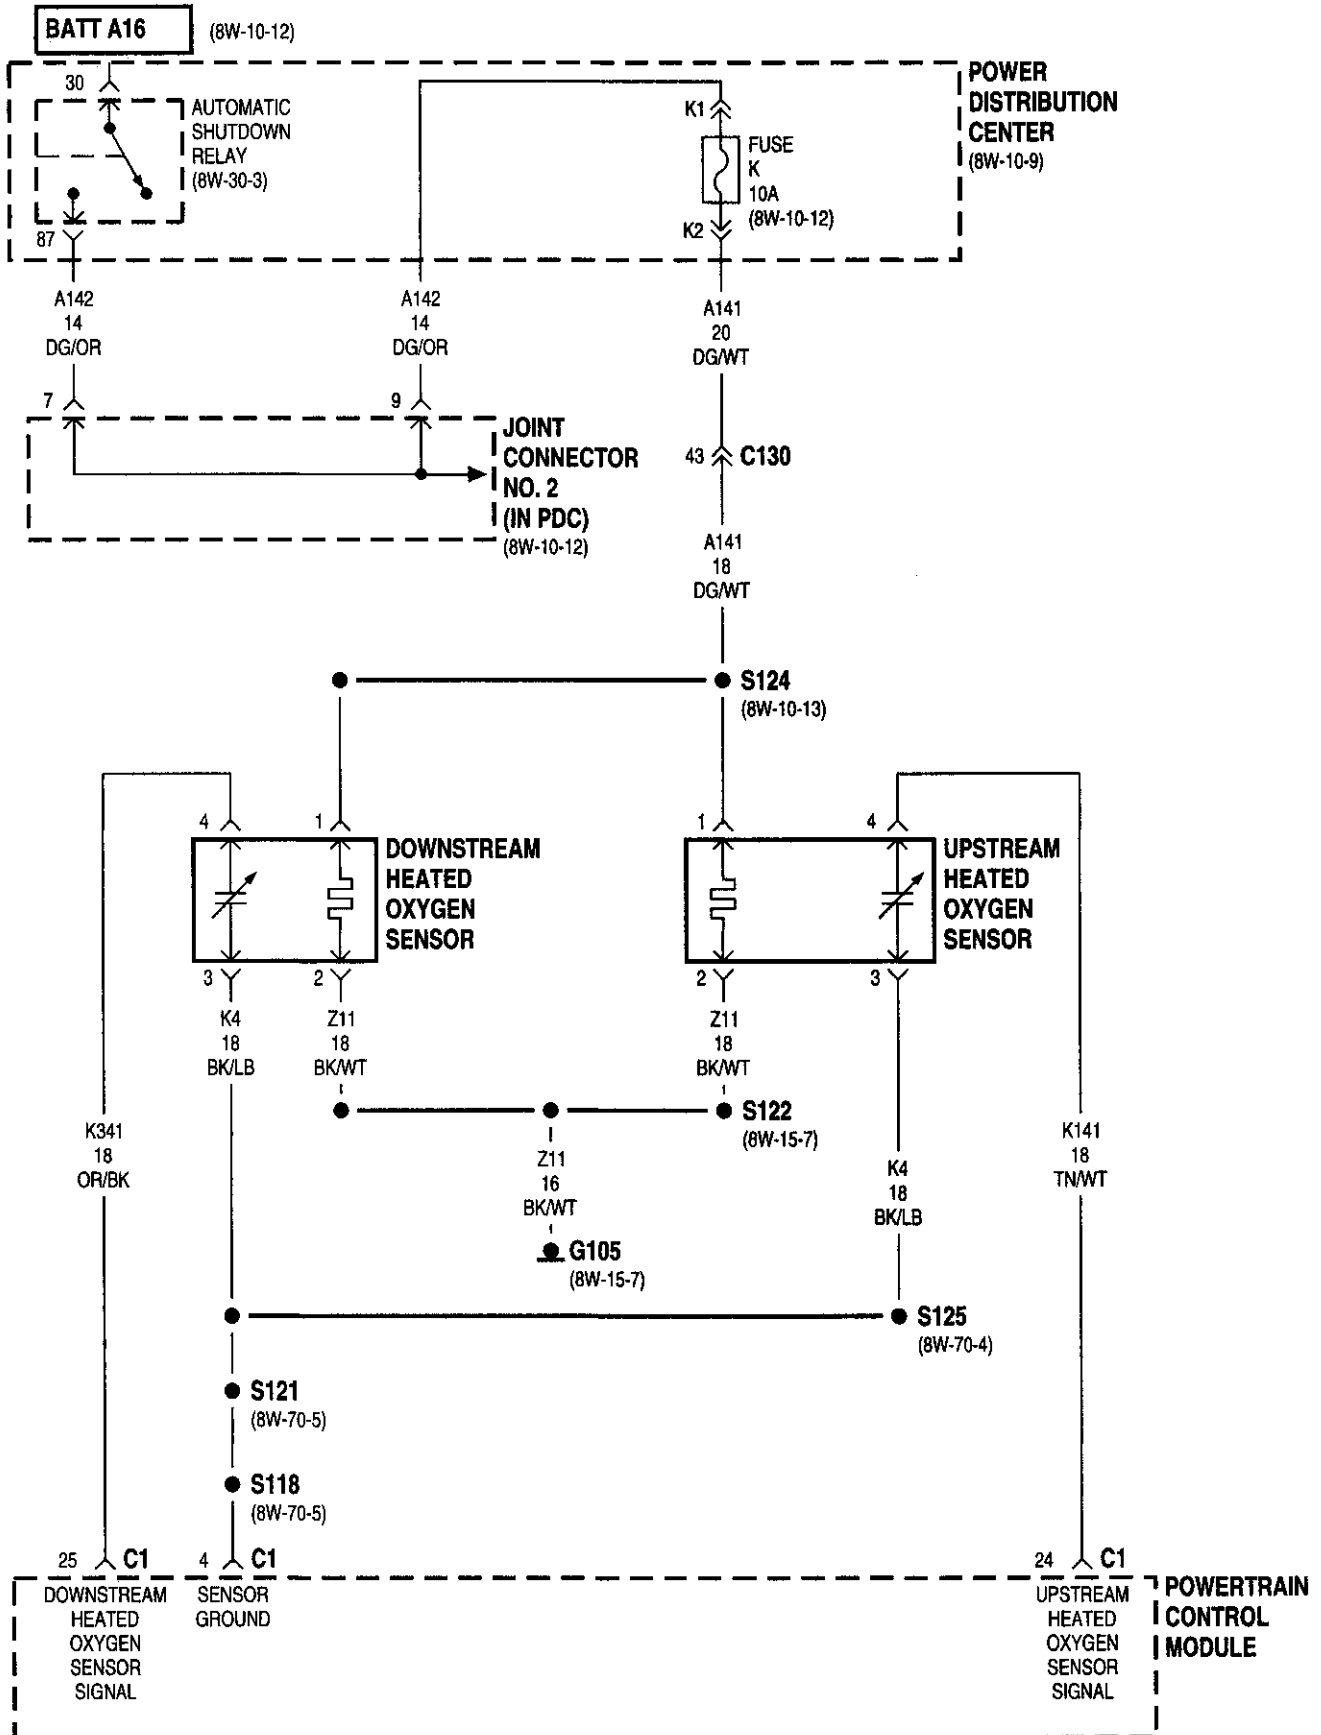 BATT A16
(8W-10-12)
30
AUTOMATIC
SHUTDOWN
RELAY
(8W-30-3)
87
K1
FUSE
K
10A
(8W-10-12)
K2
POWER
DISTRIBUTION
CENTER
(8W-10-9)
A142
14
DG/OR
A142
14
DG/OR
A141
20
DG/WT
7
9
JOINT
CONNECTOR
NO. 2
(IN PDC)
(8W-10-12)
43
C130
A141
18
DG/WT
S124
(8W-10-13)
4
1
DOWNSTREAM
HEATED
OXYGEN
SENSOR
3
2
1
4
UPSTREAM
HEATED
OXYGEN
SENSOR
2
3
K4
18
BK/LB
Z11
18
BK/WT
Z11
18
BK/WT
S122
(8W-15-7)
K341
18
OR/BK
Z11
16
BK/WT
K4
18
BK/LB
K141
18
TN/WT
G105
(8W-15-7)
S125
(8W-70-4)
S121
(8W-70-5)
S118
(8W-70-5)
25
C1
4
C1
24
C1
DOWNSTREAM
HEATED
OXYGEN
SENSOR
SIGNAL
SENSOR
GROUND
UPSTREAM
HEATED
OXYGEN
SENSOR
SIGNAL
POWERTRAIN
CONTROL
MODULE